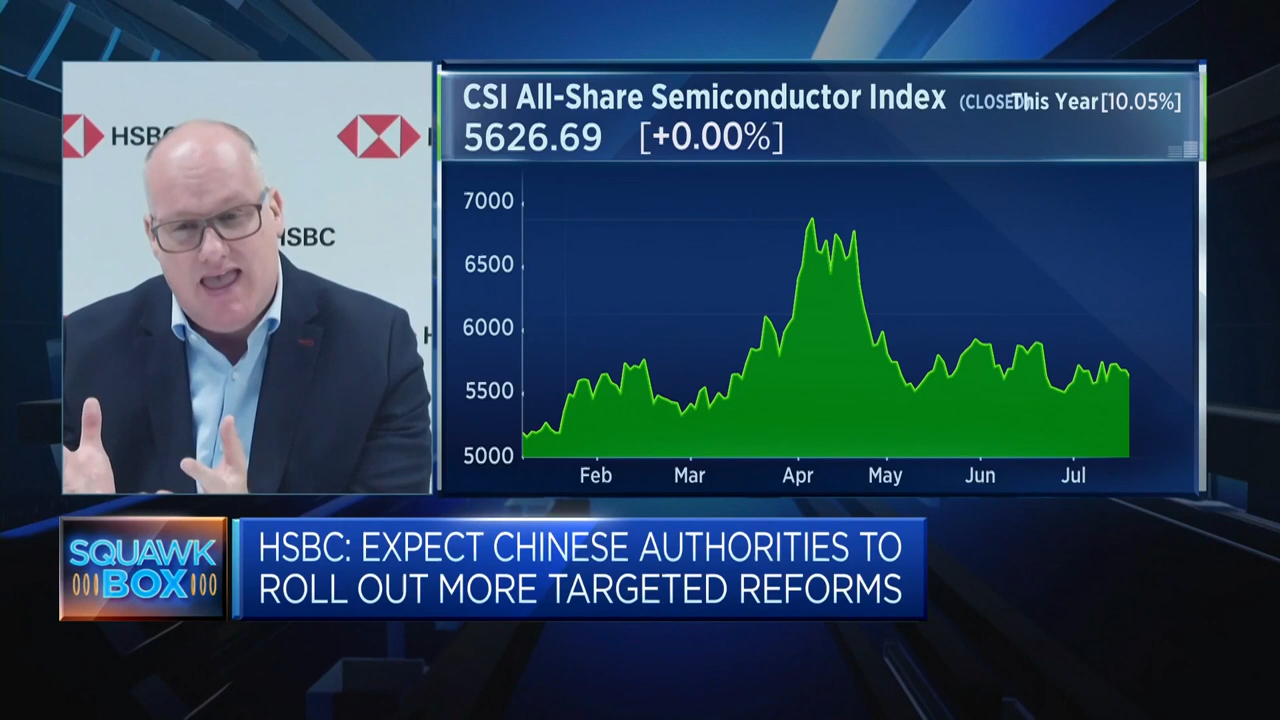 HSBC
HSBC
CSI All-Share Semiconductor Index (CLOSED) This Year [10.05%]
5626.69 [+0.00%]
7000
6500
6000
5500
5000
Feb Mar Apr May Jun Jul
SQUAWK
BOX
HSBC: EXPECT CHINESE AUTHORITIES TO
ROLL OUT MORE TARGETED REFORMS